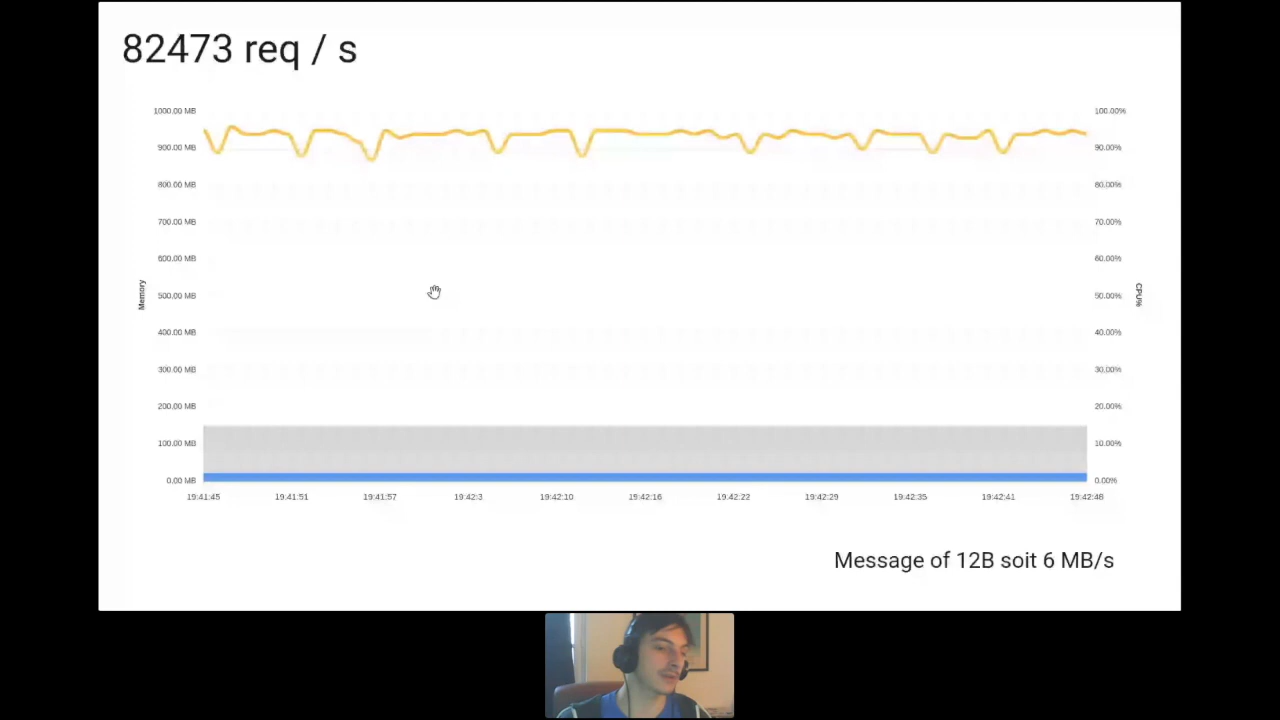 82473 req / s
1000.00 MB
900.00 MB
800.00 MB
700.00 MB
600.00 MB
500.00 MB
400.00 MB
300.00 MB
200.00 MB
100.00 MB
0.00 MB
Memory
100.00%
90.00%
80.00%
70.00%
60.00%
50.00%
40.00%
30.00%
20.00%
10.00%
0.00%
CPU%
19:41:45 19:41:51 19:41:57 19:42:3 19:42:10 19:42:16 19:42:22 19:42:29 19:42:35 19:42:41 19:42:48
Message of 12B soit 6 MB/s